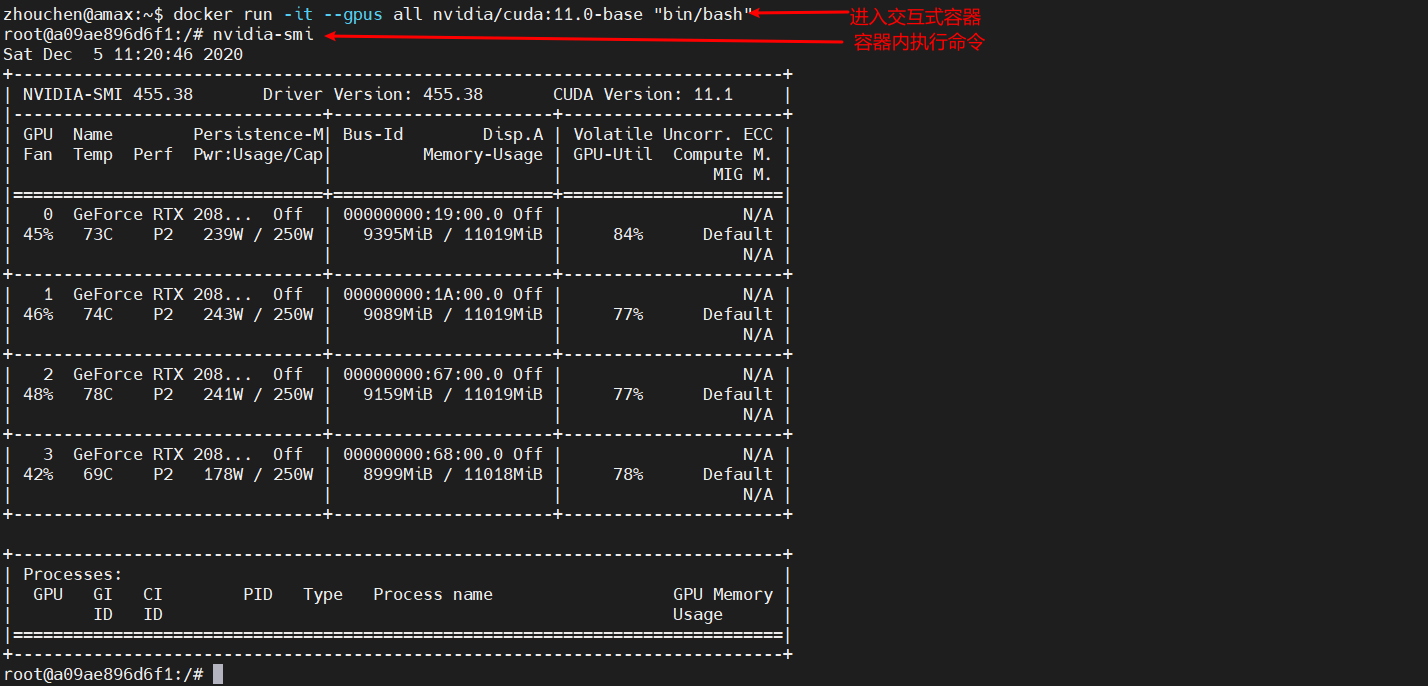 zhouchen@amax:~$ docker run -it --gpus all nvidia/cuda:11.0-base "bin/bash" 进入交互式容器
root@a09ae896d6f1:/# nvidia-smi 容器内执行命令
Sat Dec  5 11:20:46 2020
+-----------------------------------------------------------------------------+
| NVIDIA-SMI 455.38       Driver Version: 455.38       CUDA Version: 11.1     |
|-------------------------------+----------------------+----------------------+
| GPU  Name        Persistence-M| Bus-Id        Disp.A | Volatile Uncorr. ECC |
| Fan  Temp  Perf  Pwr:Usage/Cap|         Memory-Usage | GPU-Util  Compute M. |
|                               |                      |               MIG M. |
|===============================+======================+======================|
|   0  GeForce RTX 208...  Off  | 00000000:19:00.0 Off |                  N/A |
| 45%   73C    P2   239W / 250W |   9395MiB / 11019MiB |     84%      Default |
|                               |                      |                  N/A |
+-------------------------------+----------------------+----------------------+
|   1  GeForce RTX 208...  Off  | 00000000:1A:00.0 Off |                  N/A |
| 46%   74C    P2   243W / 250W |   9089MiB / 11019MiB |     77%      Default |
|                               |                      |                  N/A |
+-------------------------------+----------------------+----------------------+
|   2  GeForce RTX 208...  Off  | 00000000:67:00.0 Off |                  N/A |
| 48%   78C    P2   241W / 250W |   9159MiB / 11019MiB |     77%      Default |
|                               |                      |                  N/A |
+-------------------------------+----------------------+----------------------+
|   3  GeForce RTX 208...  Off  | 00000000:68:00.0 Off |                  N/A |
| 42%   69C    P2   178W / 250W |   8999MiB / 11018MiB |     78%      Default |
|                               |                      |                  N/A |
+-------------------------------+----------------------+----------------------+

+-----------------------------------------------------------------------------+
| Processes:                                                                  |
|  GPU   GI   CI        PID   Type   Process name                  GPU Memory |
|        ID   ID                                                   Usage      |
|=============================================================================|
+-----------------------------------------------------------------------------+
root@a09ae896d6f1:/#